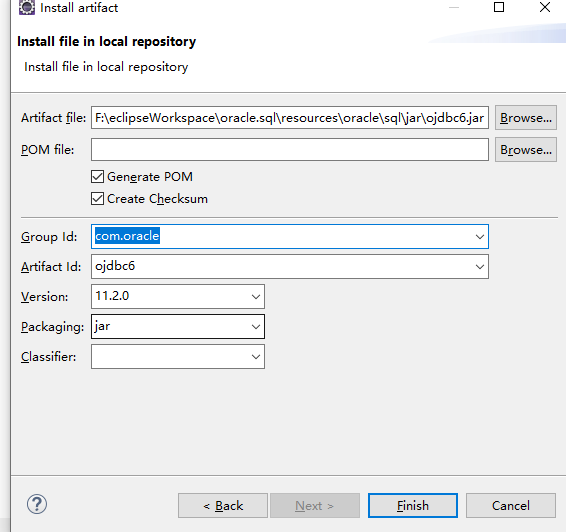 Install artifact
Install file in local repository
Install file in local repository
Artifact file: F:\eclipseWorkspace\oracle.sql\resources\oracle\sql\jar\ojdbc6.jar Browse...
POM file: Browse...
Generate POM
Create Checksum
Group Id: com.oracle
Artifact Id: ojdbc6
Version: 11.2.0
Packaging: jar
Classifier:
? < Back Next > Finish Cancel